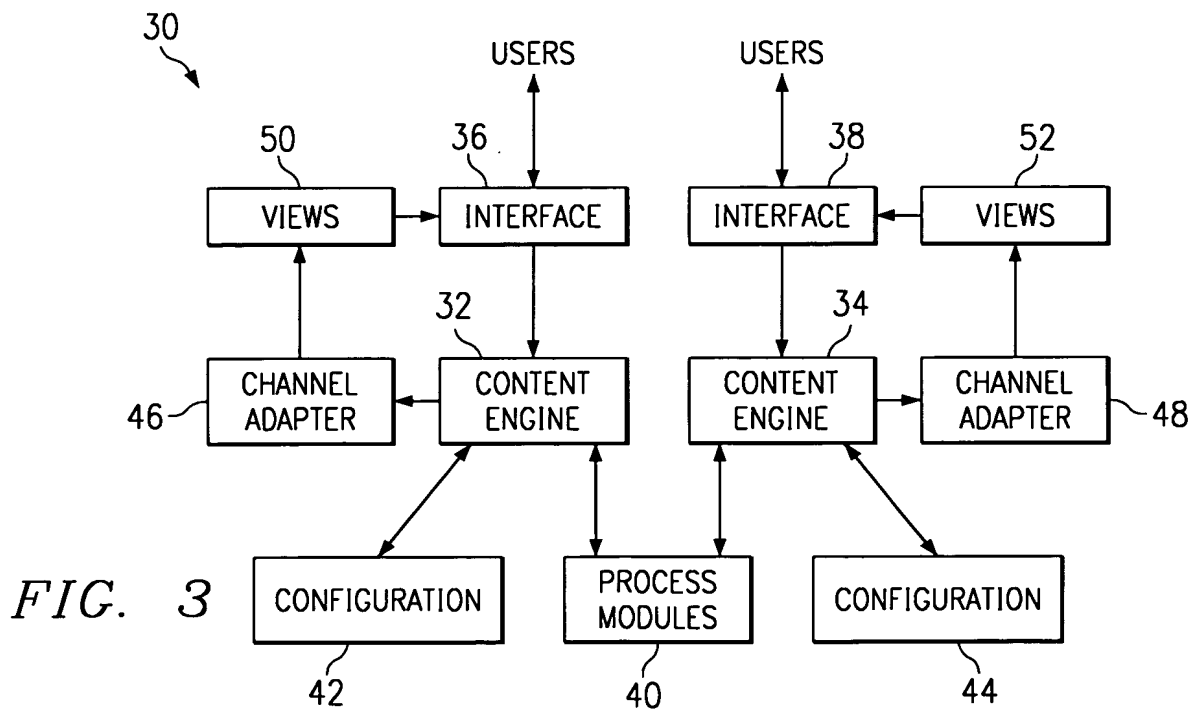 30
USERS
USERS
50
36
38
52
VIEWS
INTERFACE
INTERFACE
VIEWS
32
34
CHANNEL
ADAPTER
CONTENT
ENGINE
CONTENT
ENGINE
CHANNEL
ADAPTER
46
48
FIG. 3
CONFIGURATION
PROCESS
MODULES
CONFIGURATION
42
40
44